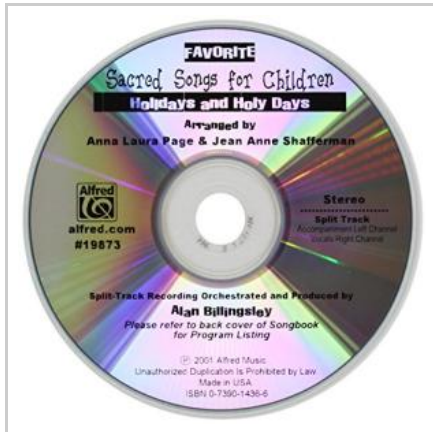 FAVORITE
Sacred Songs for Children
Holidays and Holy Days
Arranged by
Anna Laura Page & Jean Anne Shafferman
Alfred
alfred.com
#19873
Stereo
Split Track
Accompaniment Left Channel
Vocals Right Channel
Split-Track Recording Orchestrated and Produced by
Alan Billingsley
Please refer to back cover of Songbook
for Program Listing
℗ 2001 Alfred Music
Unauthorized Duplication Is Prohibited by Law
Made in USA
ISBN 0-7390-1436-6